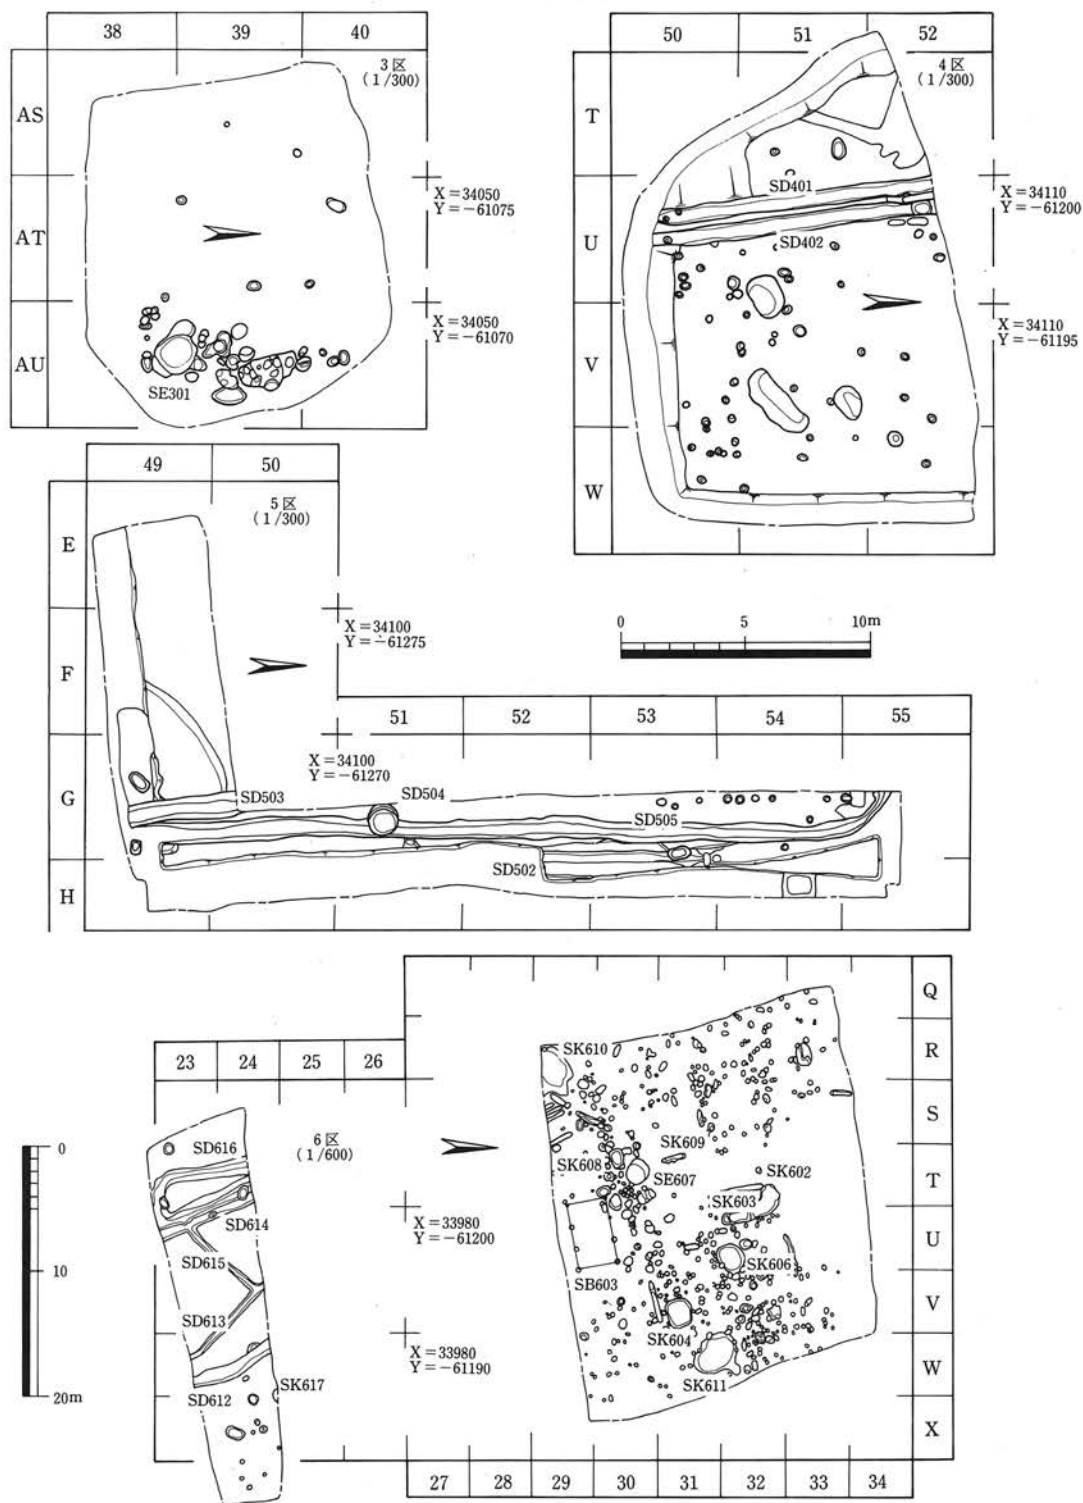 38 39 40
3区
(1/300)
AS
AT
AU
X=34050
Y=-61075
X=34050
Y=-61070
SE301
50 51 52
4区
(1/300)
T
U
V
W
SD401
SD402
X=34110
Y=-61200
X=34110
Y=-61195
49 50
5区
(1/300)
E
F
G
H
X=34100
Y=-61275
X=34100
Y=-61270
0 5 10m
51 52 53 54 55
SD503
SD504
SD505
SD502
23 24 25 26
6区
(1/600)
0
10
20m
SD616
SD614
SD615
SD613
SD612
SK617
X=33980
Y=-61200
X=33980
Y=-61190
Q
R
S
T
U
V
W
X
SK610
SK609
SK608
SE607
SK602
SK603
SB603
SK606
SK604
SK611
27 28 29 30 31 32 33 34